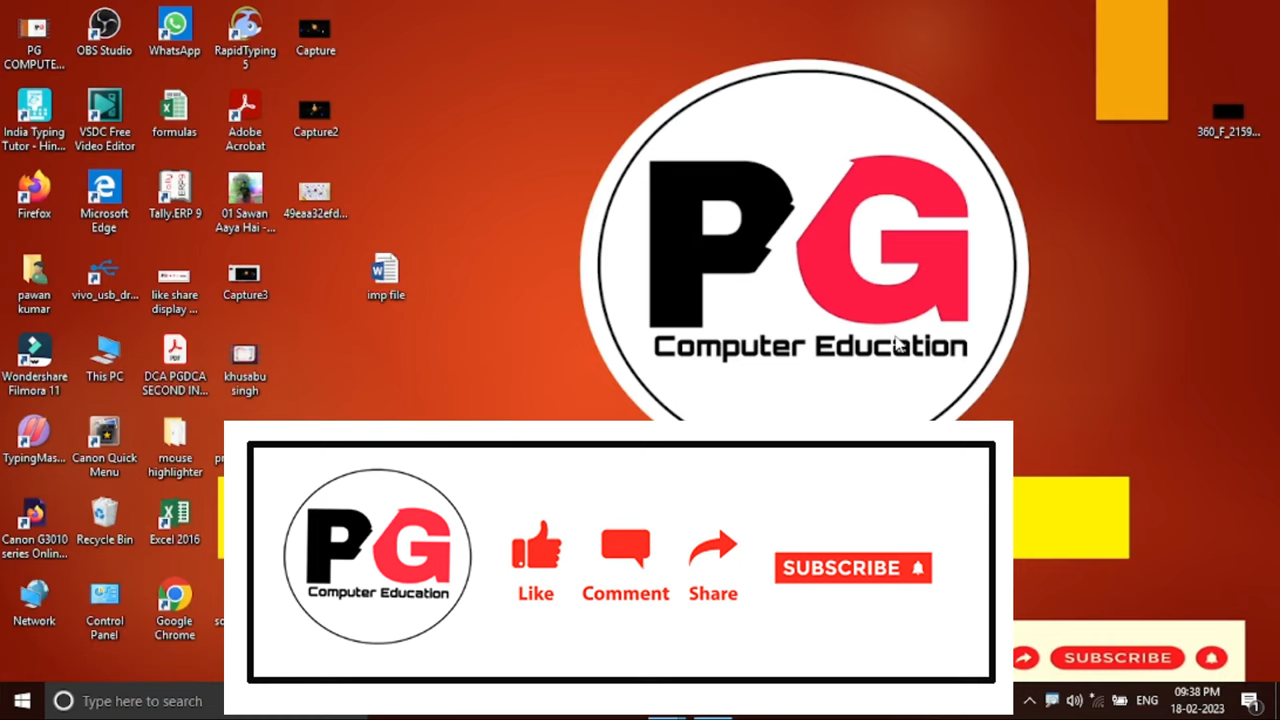 PG
COMPUTE...
OBS Studio
WhatsApp
RapidTyping
5
Capture
India Typing
Tutor - Hin...
VSDC Free
Video Editor
formulas
Adobe
Acrobat
Capture2
360_F_2159...
Firefox
Microsoft
Edge
Tally.ERP 9
01 Sawan
Aaya Hai -...
49eaa32efd...
PG
Computer Education
pawan
kumar
vivo_usb_dr...
like share
display ...
Capture3
imp file
Wondershare
Filmora 11
This PC
DCA PGDCA
SECOND IN...
khusabu
singh
TypingMas...
Canon Quick
Menu
mouse
highlighter
Canon G3010
series Onlin...
Recycle Bin
Excel 2016
Network
Control
Panel
Google
Chrome
PG
Computer Education
Like
Comment
Share
SUBSCRIBE
SUBSCRIBE
Type here to search
ENG
09:38 PM
18-02-2023
1